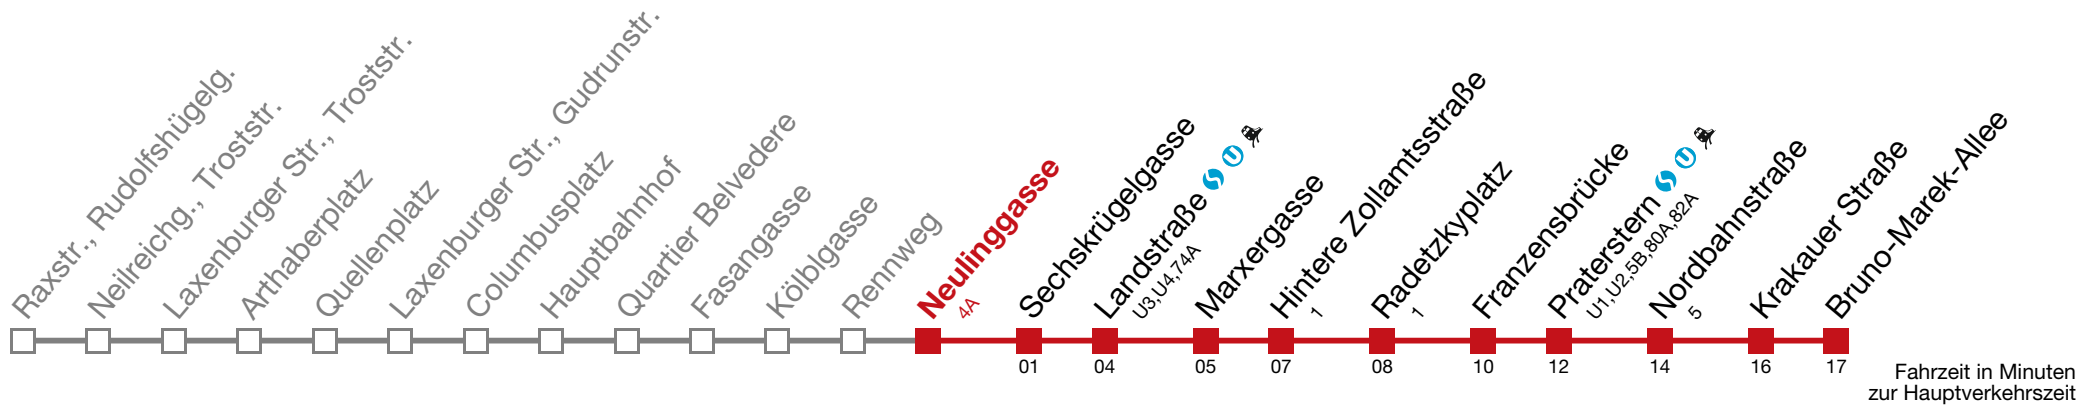 Raxstr., Rudolfshügelg.
Neilreichg., Troststr.
Laxenburger Str., Troststr.
Arthaberplatz
Quellenplatz
Laxenburger Str., Gudrunstr.
Columbusplatz
Hauptbahnhof
Quartier Belvedere
Fasangasse
Kölblgasse
Rennweg
Neulinggasse
4A
Sechskrügelgasse
Landstraße
U3,U4,74A
Marxergasse
Hintere Zollamtsstraße
1
Radetzkyplatz
1
Franzensbrücke
Praterstern
U1,U2,5B,80A,82A
Nordbahnstraße
5
Krakauer Straße
Bruno-Marek-Allee
01
04
05
07
08
10
12
14
16
17
Fahrzeit in Minuten
zur Hauptverkehrszeit